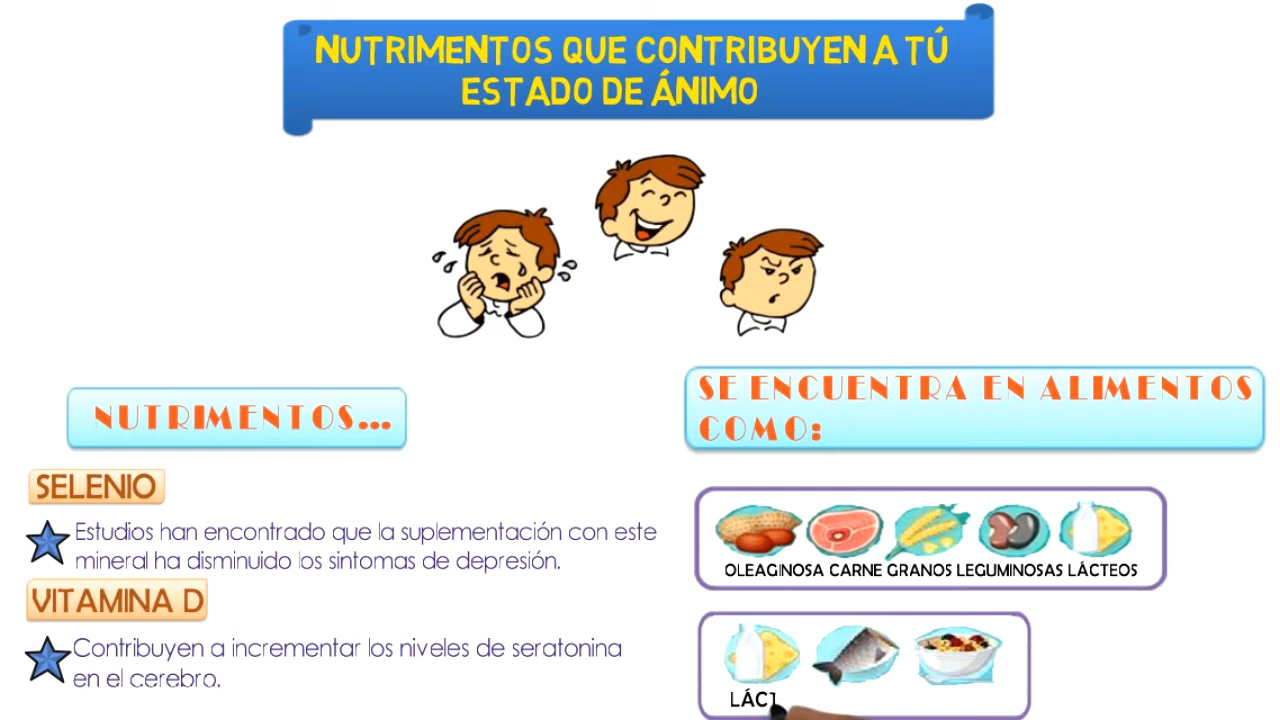 NUTRIMENTOS QUE CONTRIBUYEN A TÚ
ESTADO DE ÁNIMO
NUTRIMENTOS...
SE ENCUENTRA EN ALIMENTOS
COMO:
SELENIO
Estudios han encontrado que la suplementación con este
mineral ha disminuido los síntomas de depresión.
OLEAGINOSA CARNE GRANOS LEGUMINOSAS LÁCTEOS
VITAMINA D
Contribuyen a incrementar los niveles de seratonina
en el cerebro.